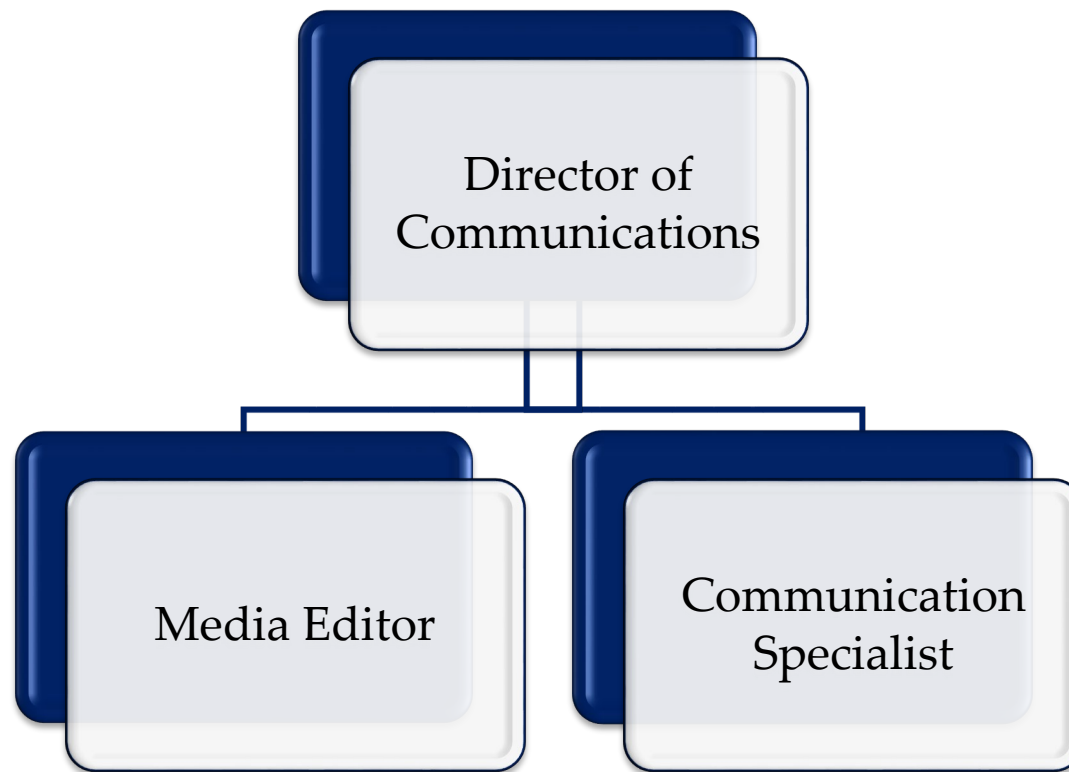 Director of
Communications
Media Editor
Communication
Specialist